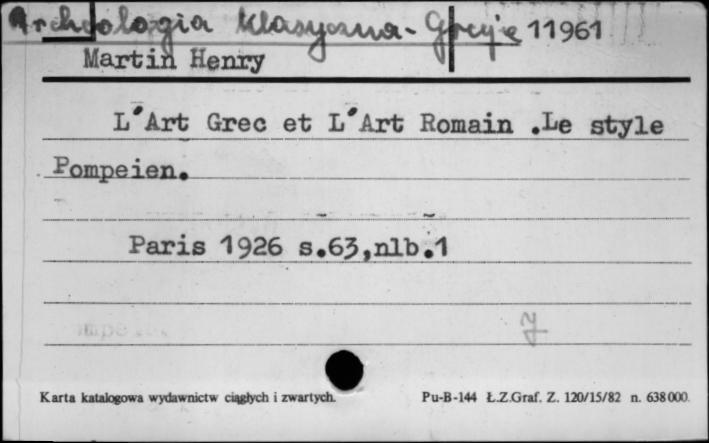 Archeologia Klasyczna - Grecja 11961
Martin Henry
L'Art Grec et L'Art Romain .Le style
Pompeien.
Paris 1926 s.63,nlb.1
Karta katalogowa wydawnictw ciągłych i zwartych.
Pu-B-144 Ł.Z.Graf. Z. 120/15/82 n. 638000.